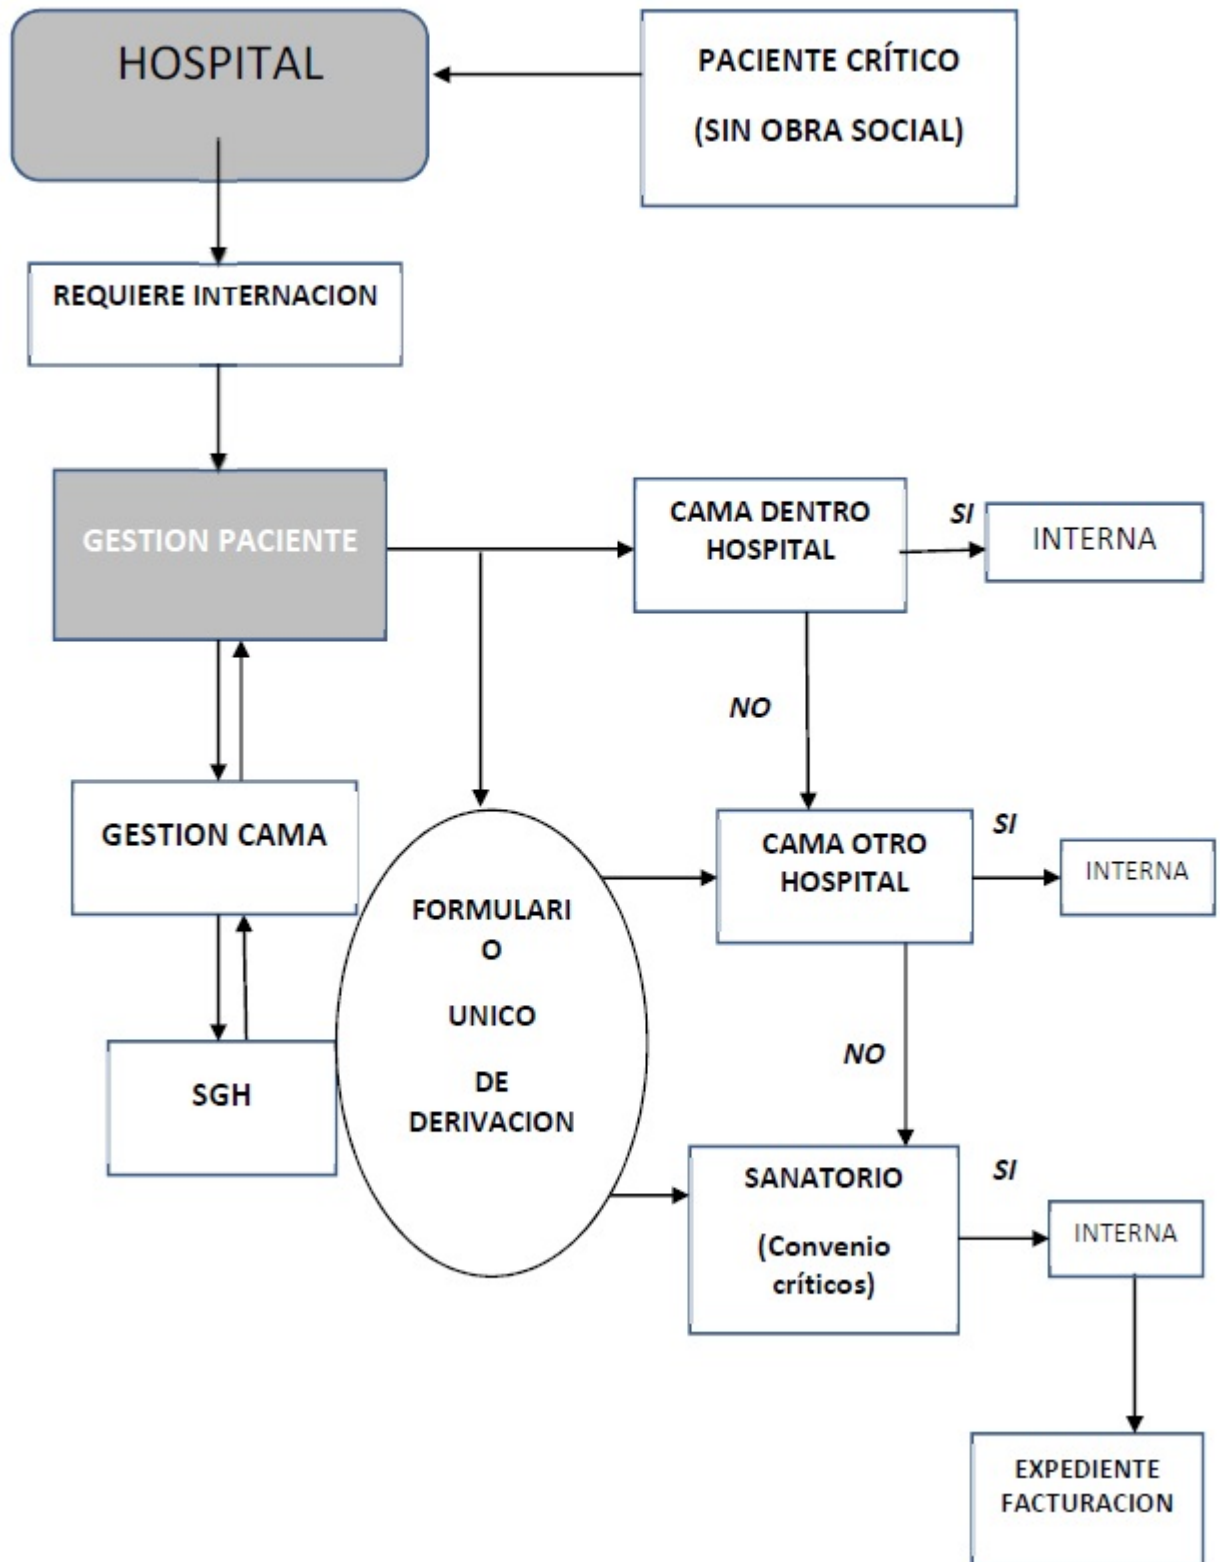 HOSPITAL
PACIENTE CRÍTICO
(SIN OBRA SOCIAL)
REQUIERE INTERNACION
GESTION PACIENTE
CAMA DENTRO
HOSPITAL
SI
INTERNA
NO
GESTION CAMA
CAMA OTRO
HOSPITAL
SI
INTERNA
FORMULARI
O
UNICO
DE
DERIVACION
NO
SGH
SANATORIO
(Convenio
críticos)
SI
INTERNA
EXPEDIENTE
FACTURACION